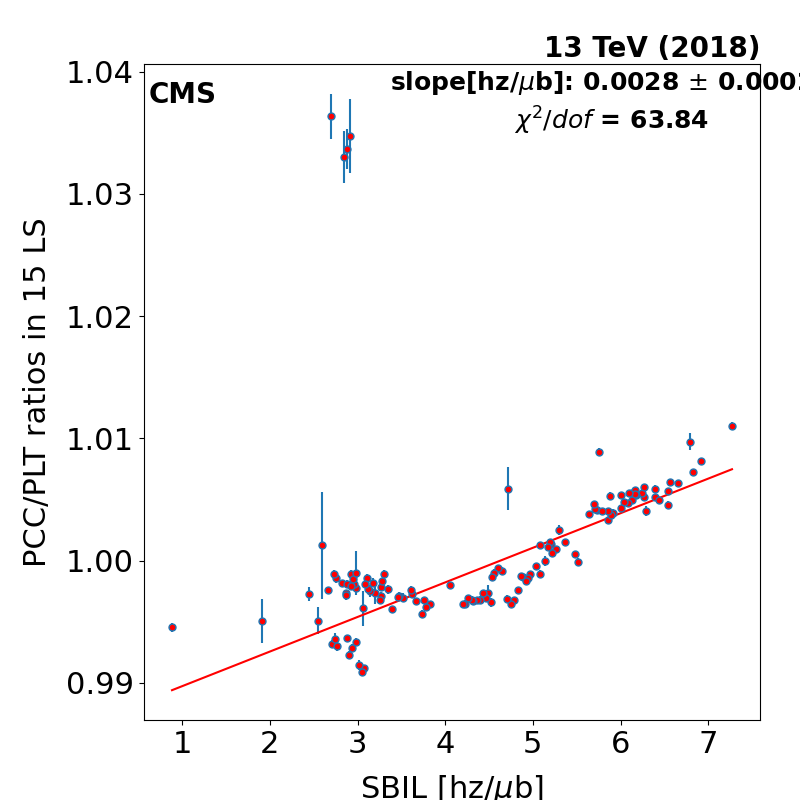 13 TeV (2018)
CMS
slope[hz/μb]: 0.0028 ± 0.000
χ²/dof = 63.84
1.04
1.03
1.02
1.01
1.00
0.99
PCC/PLT ratios in 15 LS
1 2 3 4 5 6 7
SBIL [hz/μb]